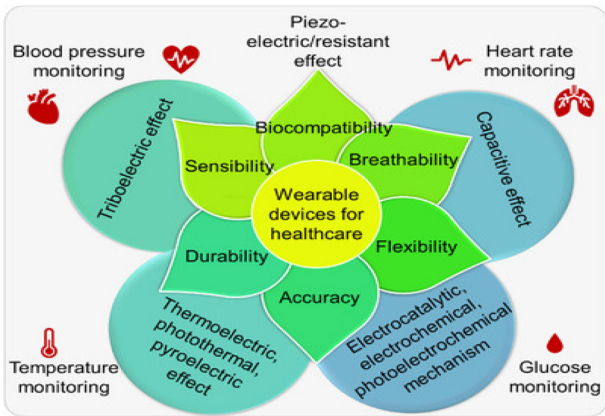 Piezo-
electric/resistant
effect
Blood pressure
monitoring
Heart rate
monitoring
Triboelectric effect
Capacitive effect
Biocompatibility
Sensibility
Breathability
Wearable
devices for
healthcare
Durability
Flexibility
Accuracy
Thermoelectric,
photothermal,
pyroelectric
effect
Electrocatalytic,
electrochemical,
photoelectrochemical
mechanism
Temperature
monitoring
Glucose
monitoring